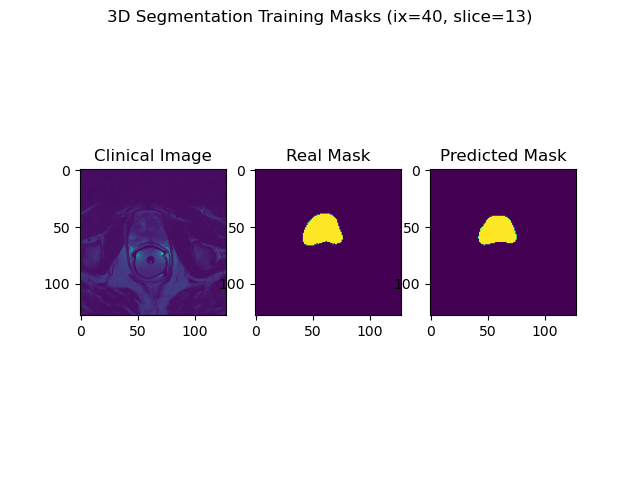 3D Segmentation Training Masks (ix=40, slice=13)
Clinical Image Real Mask Predicted Mask
0 0 0
50 50 50
100 100 100
0 50 100 0 50 100 0 50 100